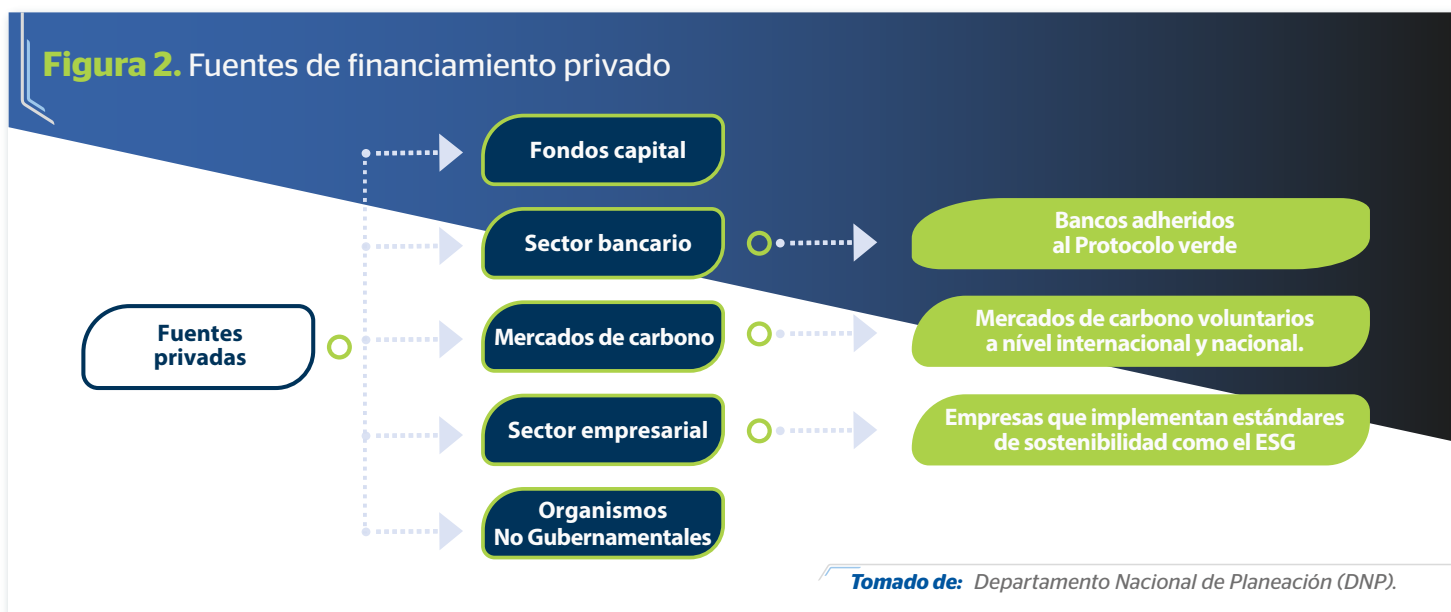 Figura 2. Fuentes de financiamiento privado
Fondos capital
Sector bancario
Bancos adheridos
al Protocolo verde
Fuentes
privadas
Mercados de carbono
Mercados de carbono voluntarios
a nível internacional y nacional.
Sector empresarial
Empresas que implementan estándares
de sostenibilidad como el ESG
Organismos
No Gubernamentales
Tomado de: Departamento Nacional de Planeación (DNP).